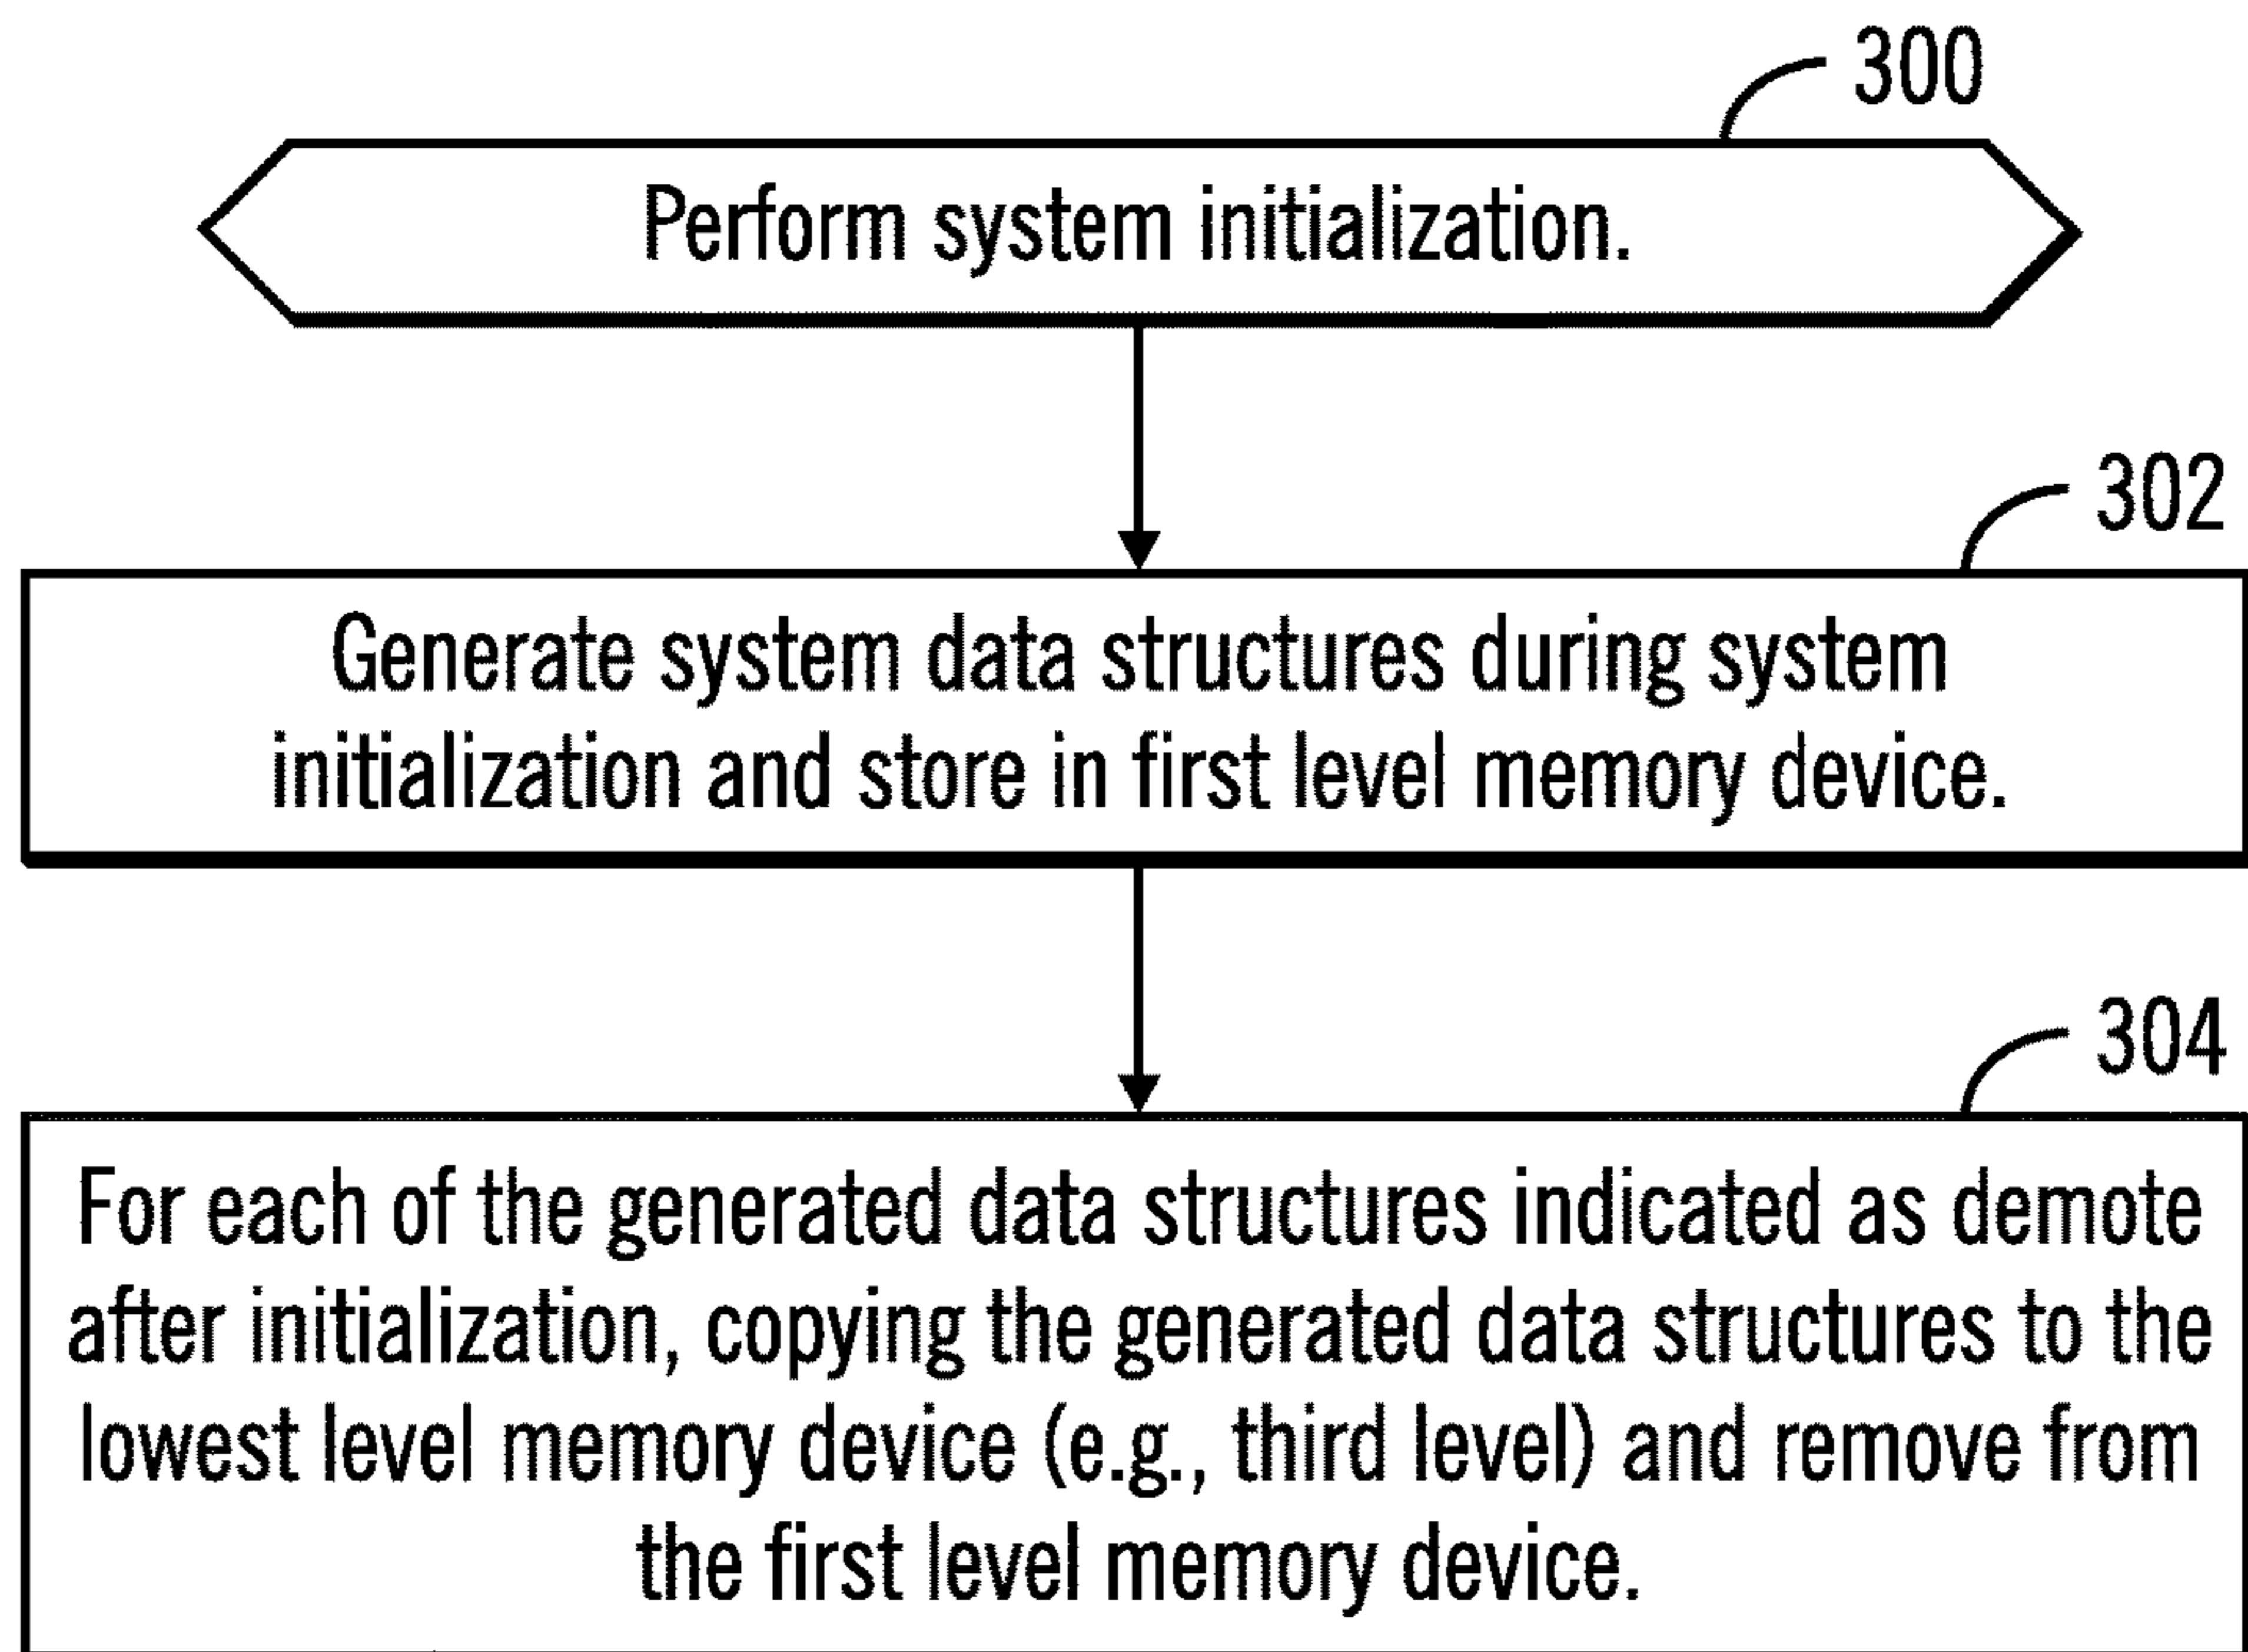 300
Perform system initialization.
302
Generate system data structures during system
initialization and store in first level memory device.
304
For each of the generated data structures indicated as demote
after initialization, copying the generated data structures to the
lowest level memory device (e.g., third level) and remove from
the first level memory device.